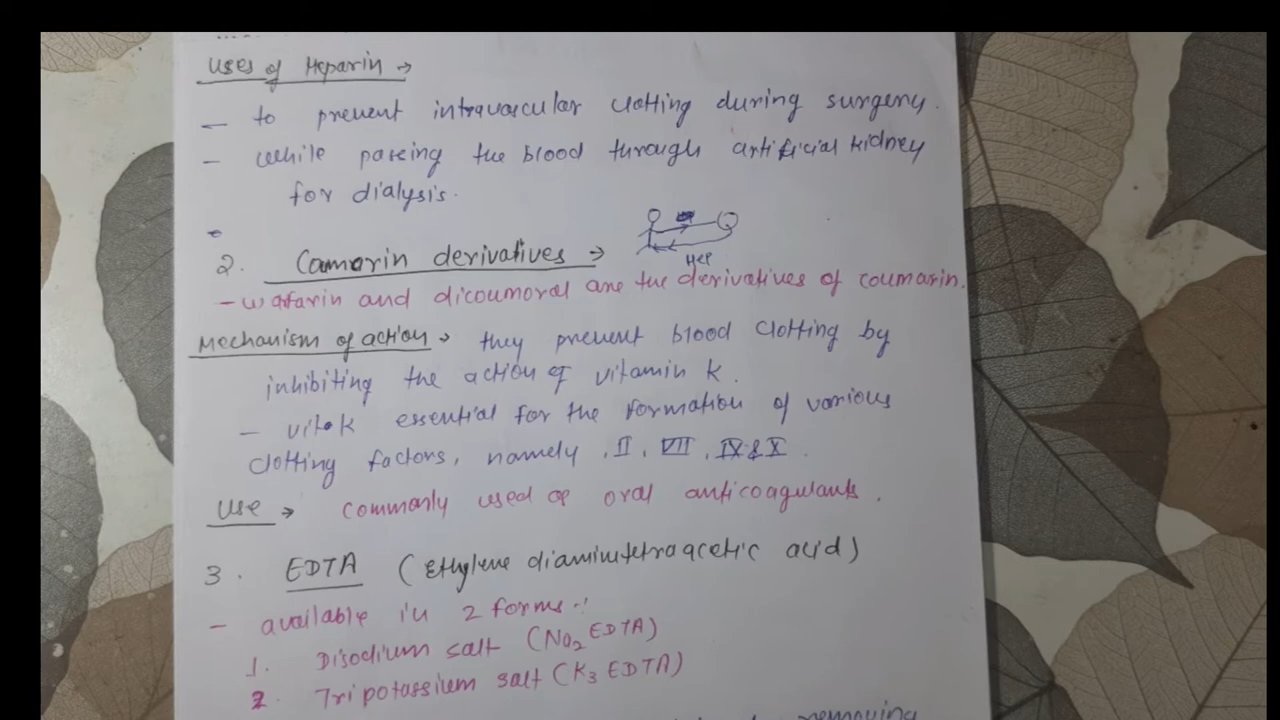 Uses of Heparin →
– to prevent intravascular clotting during surgery.
– While passing the blood through artificial kidney
for dialysis.
HEP
2. Coumarin derivatives →
– warfarin and dicoumoral are the derivatives of coumarin.
Mechanism of action → they prevent blood clotting by
inhibiting the action of vitamin K.
– vit K essential for the formation of various
clotting factors, namely, II, VII, IX & X.
Use → Commonly used as oral anticoagulants.
3. EDTA (Ethylene diaminetetraacetic acid)
– available in 2 forms :
1. Disodium salt (Na2 EDTA)
2. Tripotassium salt (K3 EDTA)
removing